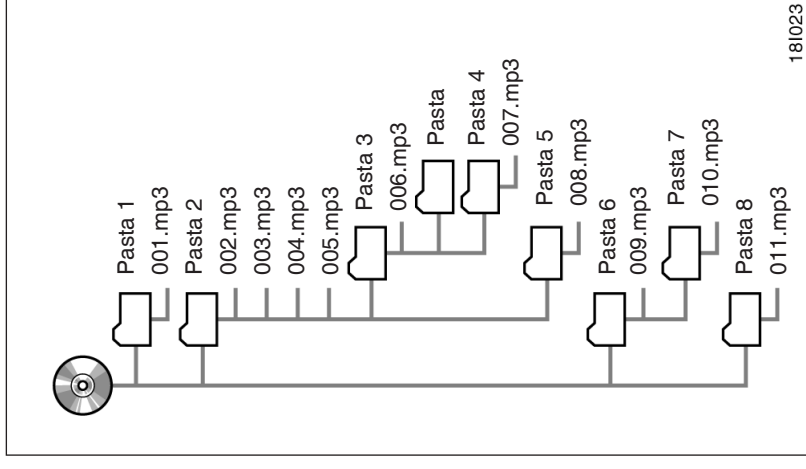 Pasta 1
001.mp3
Pasta 2
002.mp3
003.mp3
004.mp3
005.mp3
Pasta 3
006.mp3
Pasta
Pasta 4
007.mp3
Pasta 5
008.mp3
Pasta 6
009.mp3
Pasta 7
010.mp3
Pasta 8
011.mp3
18I023